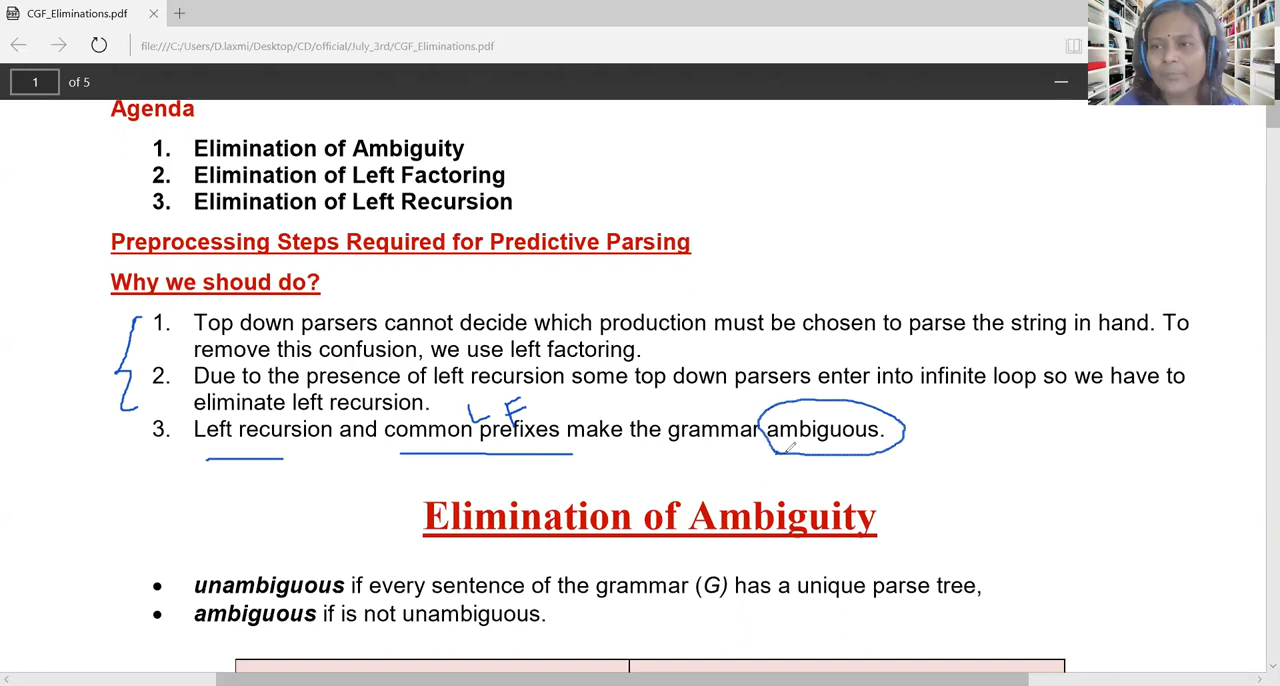 CGF_Eliminations.pdf
file:///C:/Users/D.laxmi/Desktop/CD/official/July_3rd/CGF_Eliminations.pdf
1 of 5
Agenda
1. Elimination of Ambiguity
2. Elimination of Left Factoring
3. Elimination of Left Recursion
Preprocessing Steps Required for Predictive Parsing
Why we shoud do?
1. Top down parsers cannot decide which production must be chosen to parse the string in hand. To
remove this confusion, we use left factoring.
2. Due to the presence of left recursion some top down parsers enter into infinite loop so we have to
eliminate left recursion.
L F
3. Left recursion and common prefixes make the grammar ambiguous.
Elimination of Ambiguity
• unambiguous if every sentence of the grammar (G) has a unique parse tree,
• ambiguous if is not unambiguous.